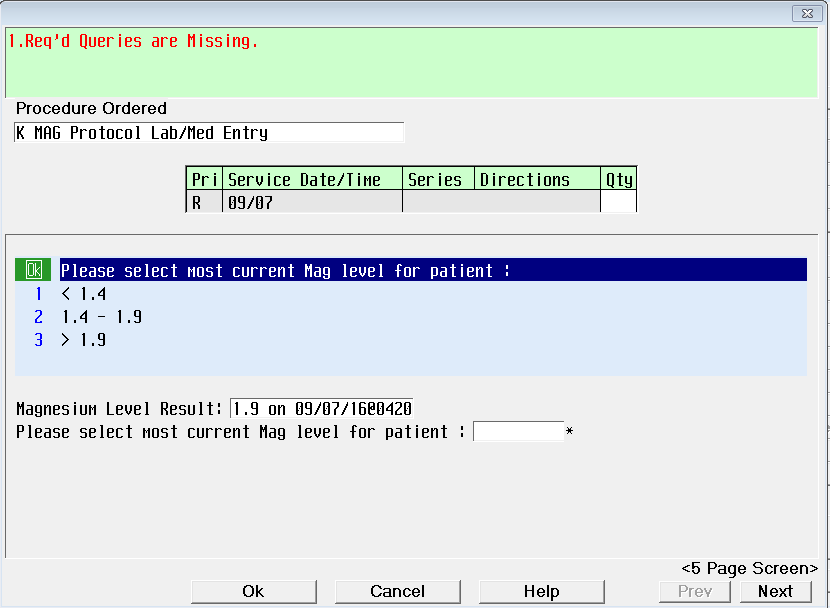 1.Req'd Queries are Missing.
Procedure Ordered
K MAG Protocol Lab/Med Entry
Pri Service Date/Time Series Directions Qty
R 09/07
Ok Please select most current Mag level for patient :
1 < 1.4
2 1.4 - 1.9
3 > 1.9
Magnesium Level Result: 1.9 on 09/07/16@0420
Please select most current Mag level for patient : *
<5 Page Screen>
Ok Cancel Help Prev Next